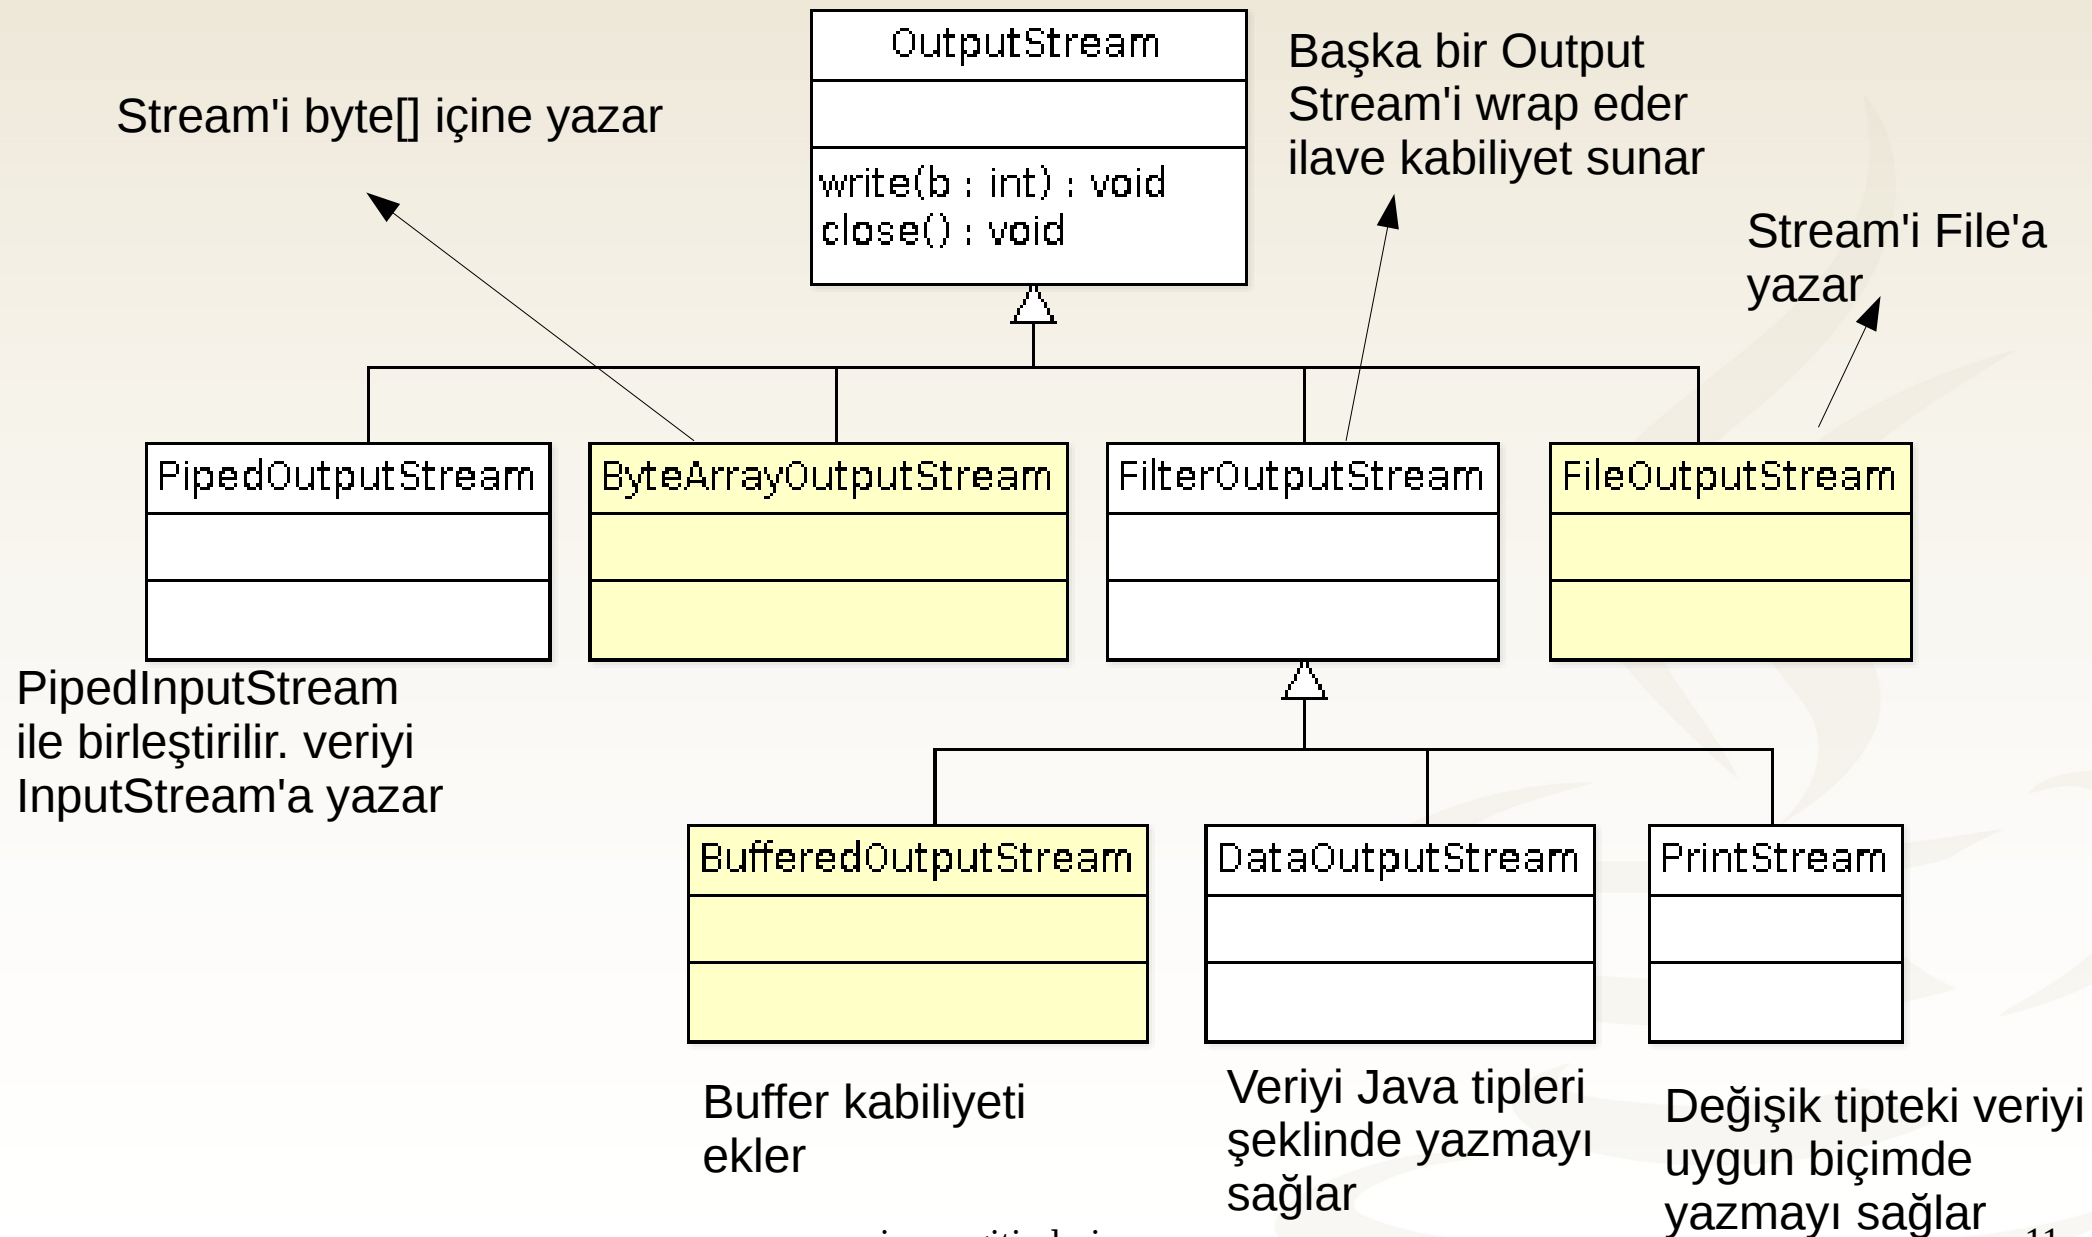 OutputStream
write(b : int) : void
close() : void
Stream'i byte[] içine yazar
Başka bir Output
Stream'i wrap eder
ilave kabiliyet sunar
Stream'i File'a
yazar
PipedOutputStream
ByteArrayOutputStream
FilterOutputStream
FileOutputStream
PipedInputStream
ile birleştirilir. veriyi
InputStream'a yazar
BufferedOutputStream
DataOutputStream
PrintStream
Buffer kabiliyeti
ekler
Veriyi Java tipleri
şeklinde yazmayı
sağlar
Değişik tipteki veriyi
uygun biçimde
yazmayı sağlar
11